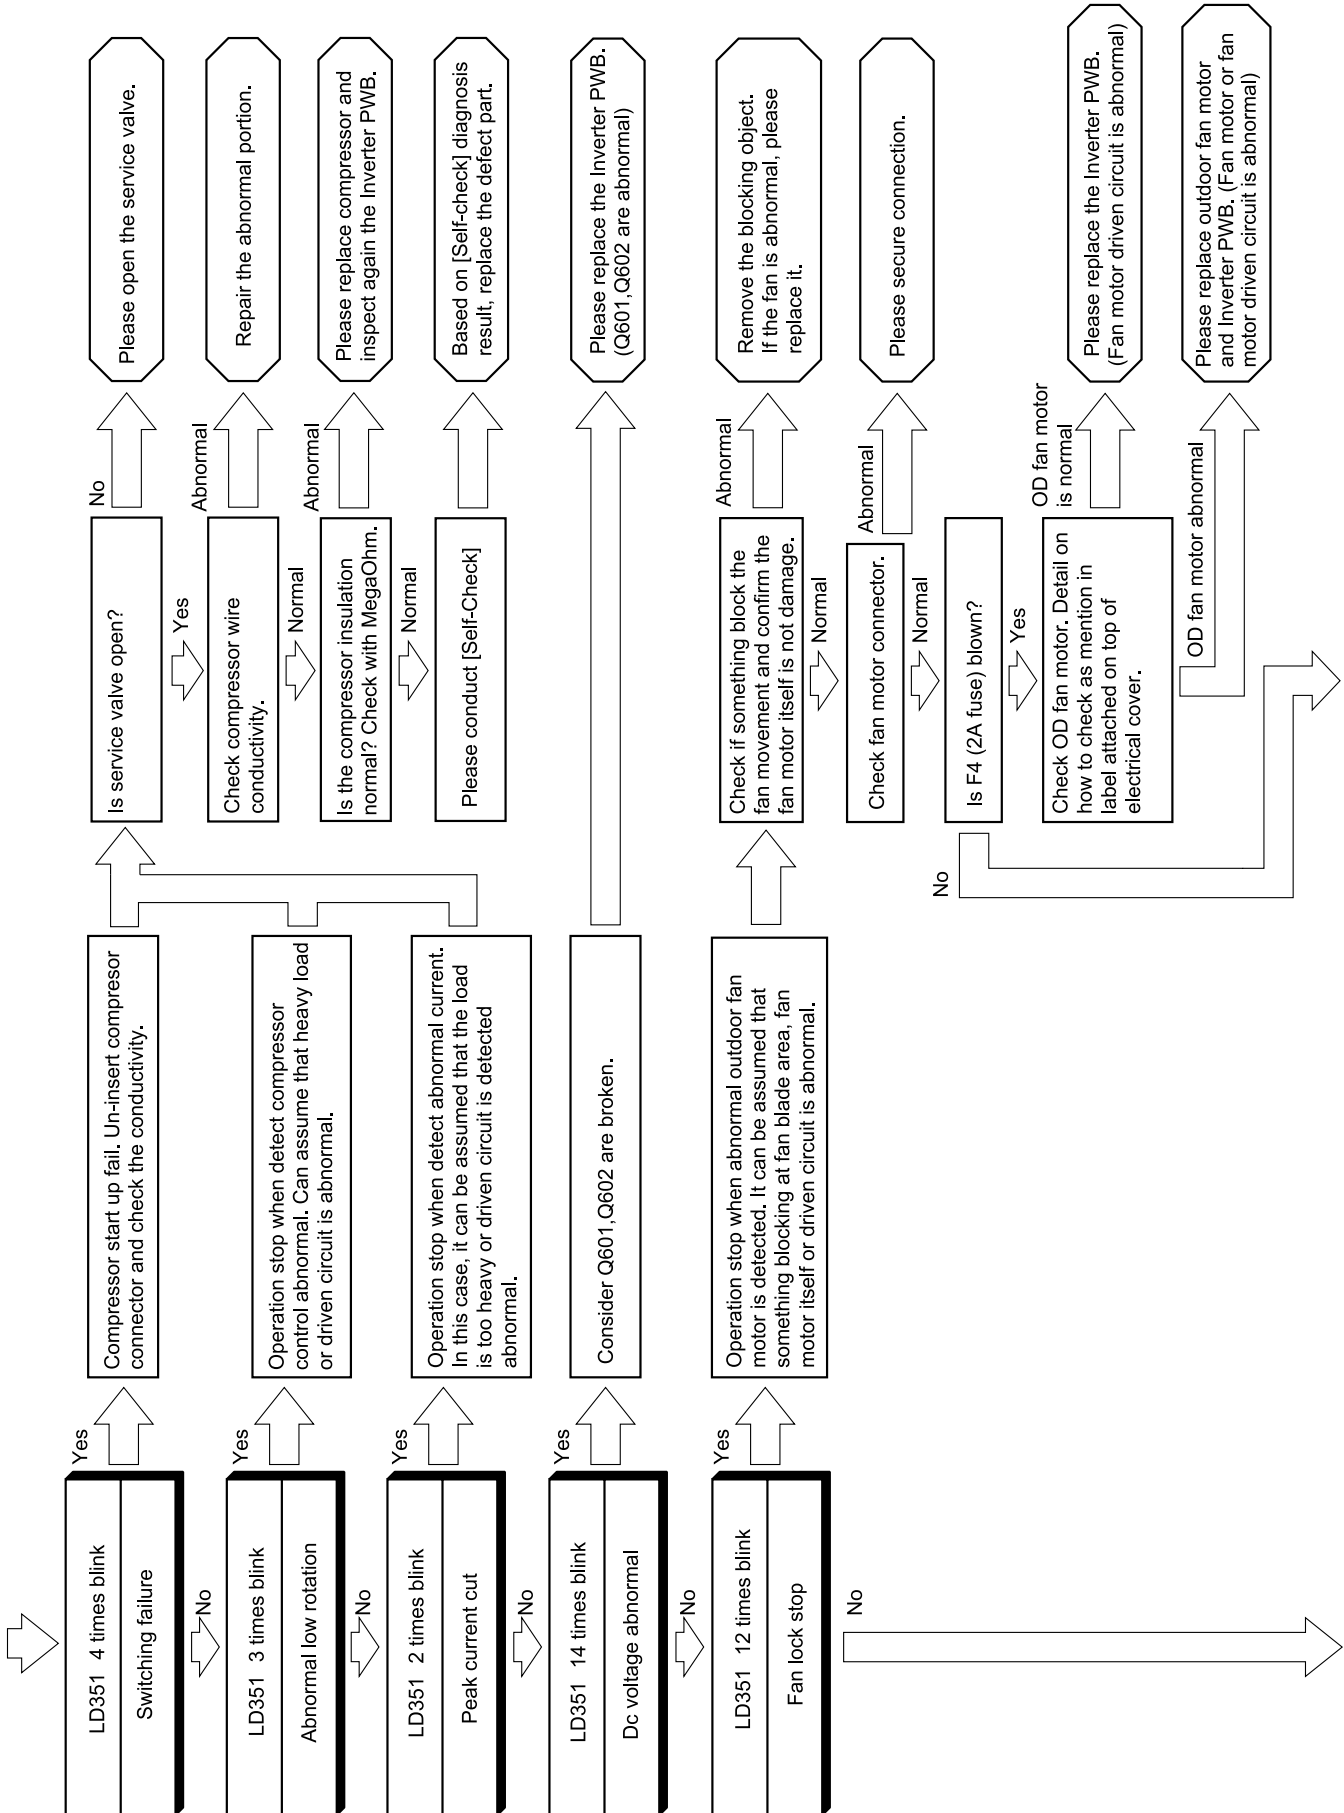 LD351 4 times blink
Switching failure
Yes
Compressor start up fail. Un-insert compresor
connector and check the conductivity.
Is service valve open?
No
Please open the service valve.
Yes
Check compressor wire
conductivity.
Abnormal
Repair the abnormal portion.
Normal
Is the compressor insulation
normal? Check with MegaOhm.
Abnormal
Please replace compressor and
inspect again the Inverter PWB.
Normal
Please conduct [Self-Check]
Based on [Self-check] diagnosis
result, replace the defect part.
No
LD351 3 times blink
Abnormal low rotation
Yes
Operation stop when detect compressor
control abnormal. Can assume that heavy load
or driven circuit is abnormal.
No
LD351 2 times blink
Peak current cut
Yes
Operation stop when detect abnormal current.
In this case, it can be assumed that the load
is too heavy or driven circuit is detected
abnormal.
No
LD351 14 times blink
Dc voltage abnormal
Yes
Consider Q601,Q602 are broken.
Please replace the Inverter PWB.
(Q601,Q602 are abnormal)
No
LD351 12 times blink
Fan lock stop
Yes
Operation stop when abnormal outdoor fan
motor is detected. It can be assumed that
something blocking at fan blade area, fan
motor itself or driven circuit is abnormal.
Check if something block the
fan movement and confirm the
fan motor itself is not damage.
Abnormal
Remove the blocking object.
If the fan is abnormal, please
replace it.
Normal
Check fan motor connector.
Abnormal
Please secure connection.
Normal
Is F4 (2A fuse) blown?
No
Yes
Check OD fan motor. Detail on
how to check as mention in
label attached on top of
electrical cover.
OD fan motor
is normal
Please replace the Inverter PWB.
(Fan motor driven circuit is abnormal)
OD fan motor abnormal
Please replace outdoor fan motor
and Inverter PWB. (Fan motor or fan
motor driven circuit is abnormal)
No